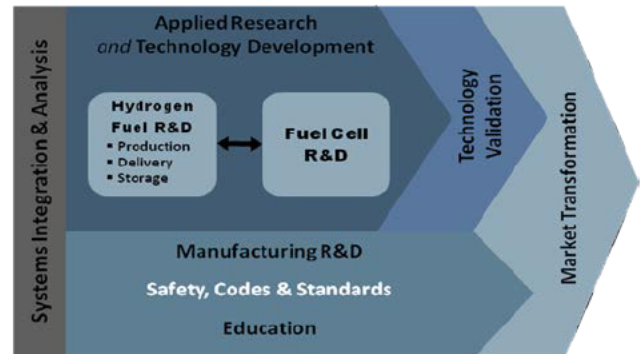 Systems Integration & Analysis
Applied Research
and Technology Development
Hydrogen
Fuel R&D
▪ Production
▪ Delivery
▪ Storage
Fuel Cell
R&D
Technology
Validation
Market Transformation
Manufacturing R&D
Safety, Codes & Standards
Education